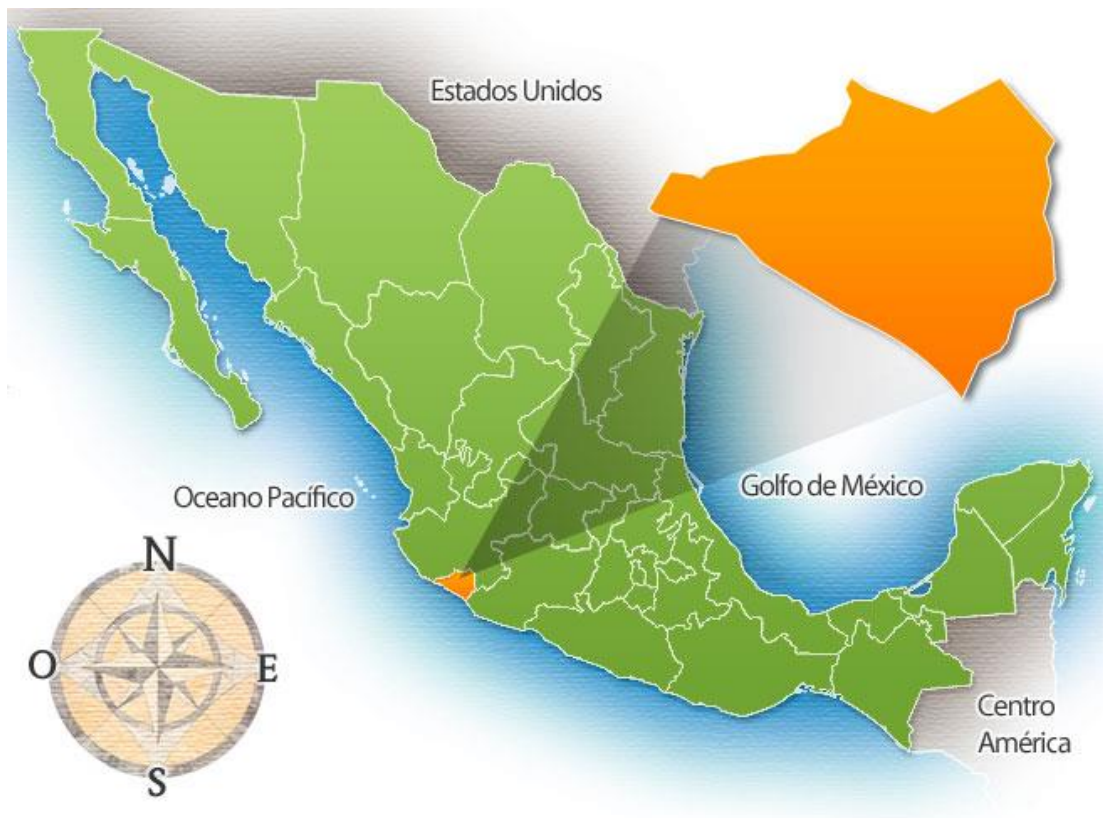 Estados Unidos
Oceano Pacífico
Golfo de México
N
O
E
S
Centro
América